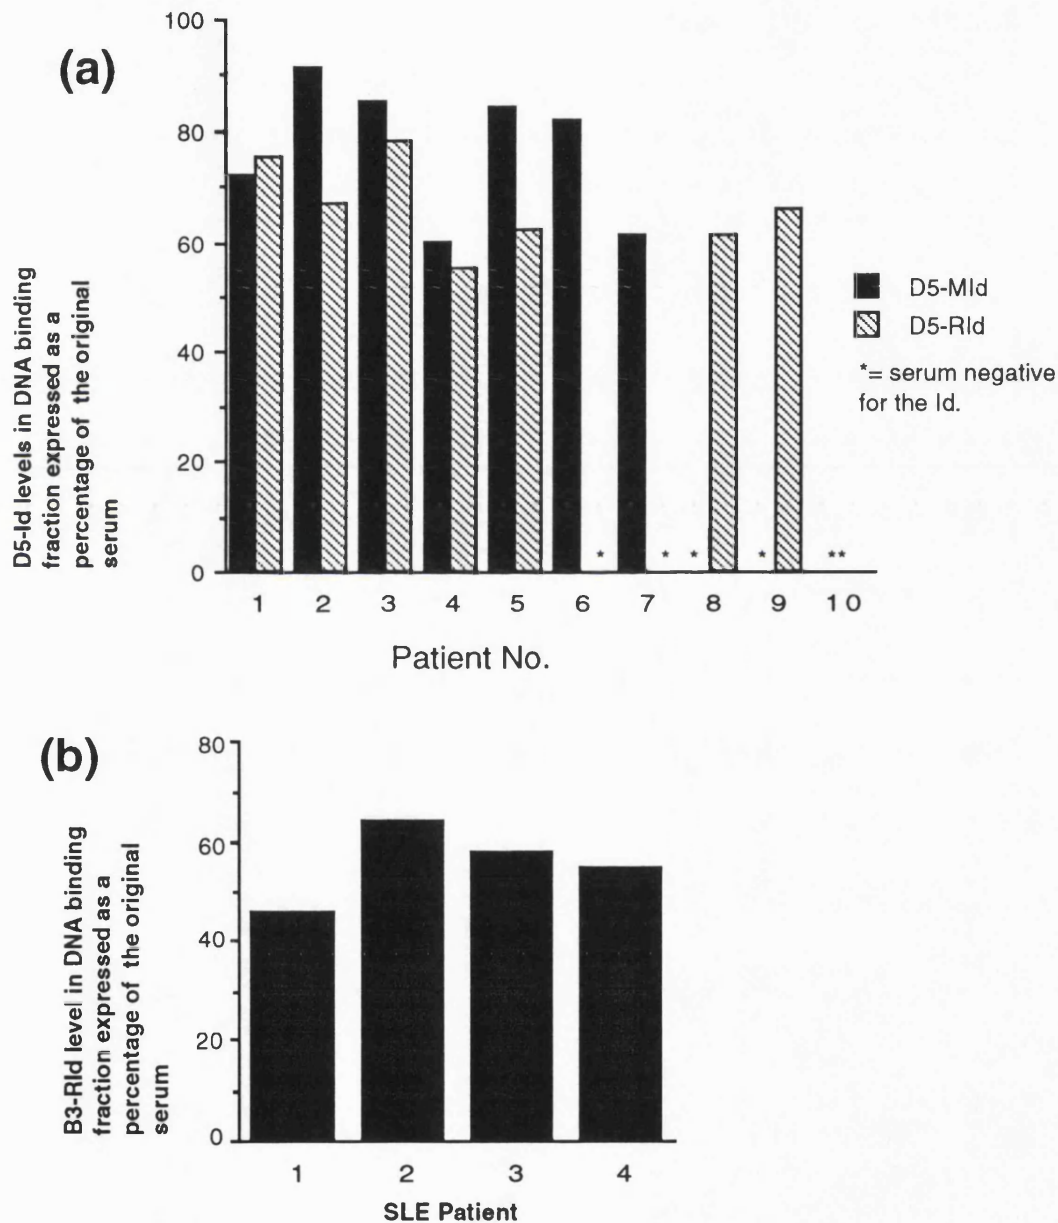 (a)
100
80
60
40
20
0
D5-Id levels in DNA binding
fraction expressed as a
percentage of the original
serum
D5-MId
D5-RId
*= serum negative
for the Id.
* * * * **
1 2 3 4 5 6 7 8 9 10
Patient No.
(b)
80
60
40
20
0
B3-RId level in DNA binding
fraction expressed as a
percentage of the original
serum
1 2 3 4
SLE Patient